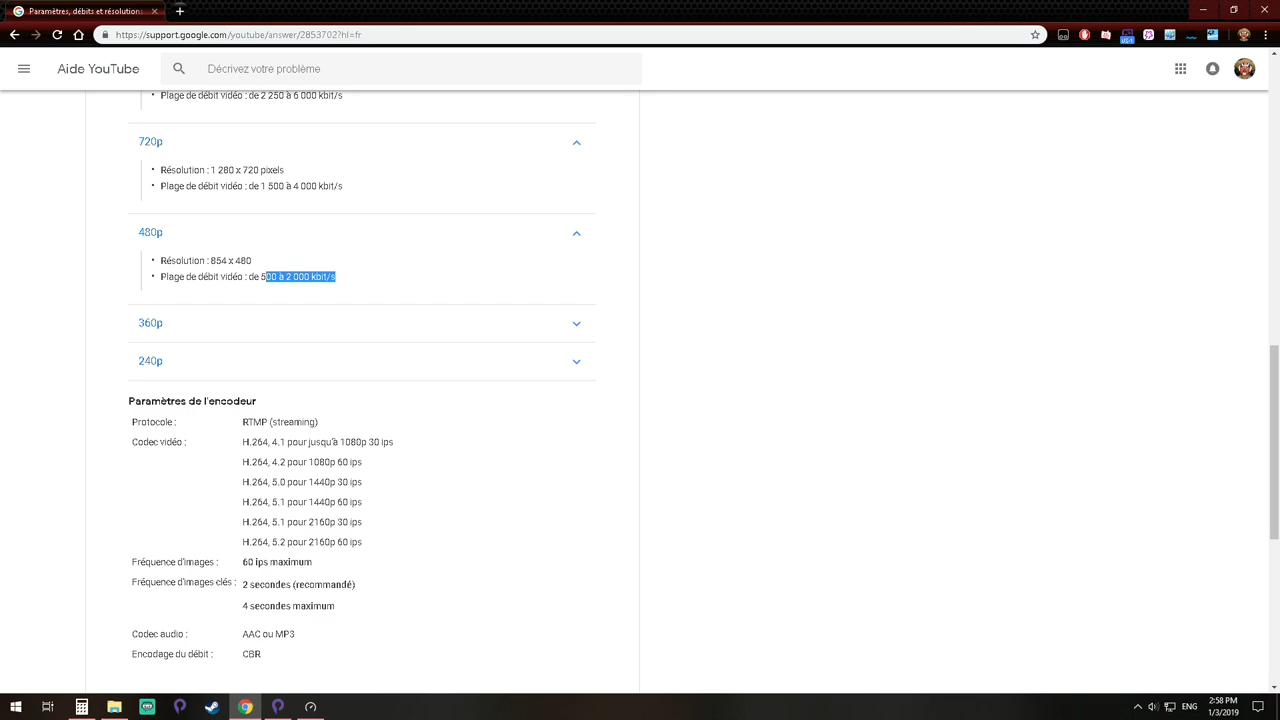 Paramètres, débits et résolutions
https://support.google.com/youtube/answer/2853702?hl=fr
Aide YouTube
Décrivez votre problème
• Plage de débit vidéo : de 2 250 à 6 000 kbit/s
720p
• Résolution : 1 280 x 720 pixels
• Plage de débit vidéo : de 1 500 à 4 000 kbit/s
480p
• Résolution : 854 x 480
• Plage de débit vidéo : de 500 à 2 000 kbit/s
360p
240p
Paramètres de l'encodeur
Protocole : RTMP (streaming)
Codec vidéo : H.264, 4.1 pour jusqu'à 1080p 30 ips
H.264, 4.2 pour 1080p 60 ips
H.264, 5.0 pour 1440p 30 ips
H.264, 5.1 pour 1440p 60 ips
H.264, 5.1 pour 2160p 30 ips
H.264, 5.2 pour 2160p 60 ips
Fréquence d'images : 60 ips maximum
Fréquence d'images clés : 2 secondes (recommandé)
4 secondes maximum
Codec audio : AAC ou MP3
Encodage du débit : CBR
ENG
2:58 PM
1/3/2019